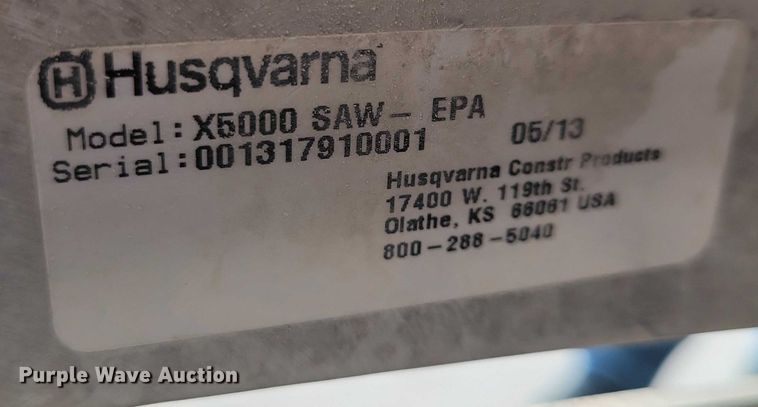 H Husqvarna
Model: X5000 SAW- EPA
Serial: 001317910001 05/13
Husqvarna Constr Products
17400 W. 119th St.
Olathe, KS 66061 USA
800-288-5040
Purple Wave Auction